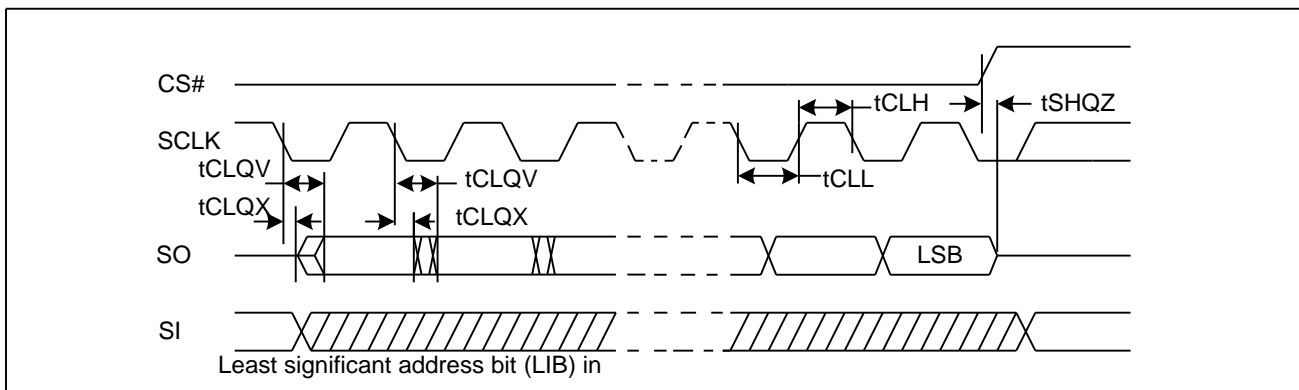 CS#
tCLH
tSHQZ
SCLK
tCLQV
tCLQV
tCLL
tCLQX
tCLQX
SO
LSB
SI
Least significant address bit (LIB) in